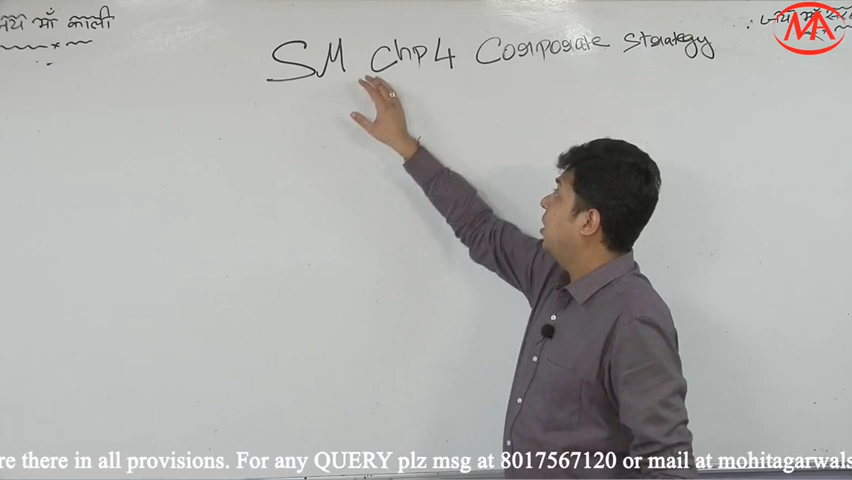 जय माँ काली
जय माँ
MA
SM Chp 4 Corporate Strategy
re there in all provisions. For any QUERY plz msg at 8017567120 or mail at mohitagarwals